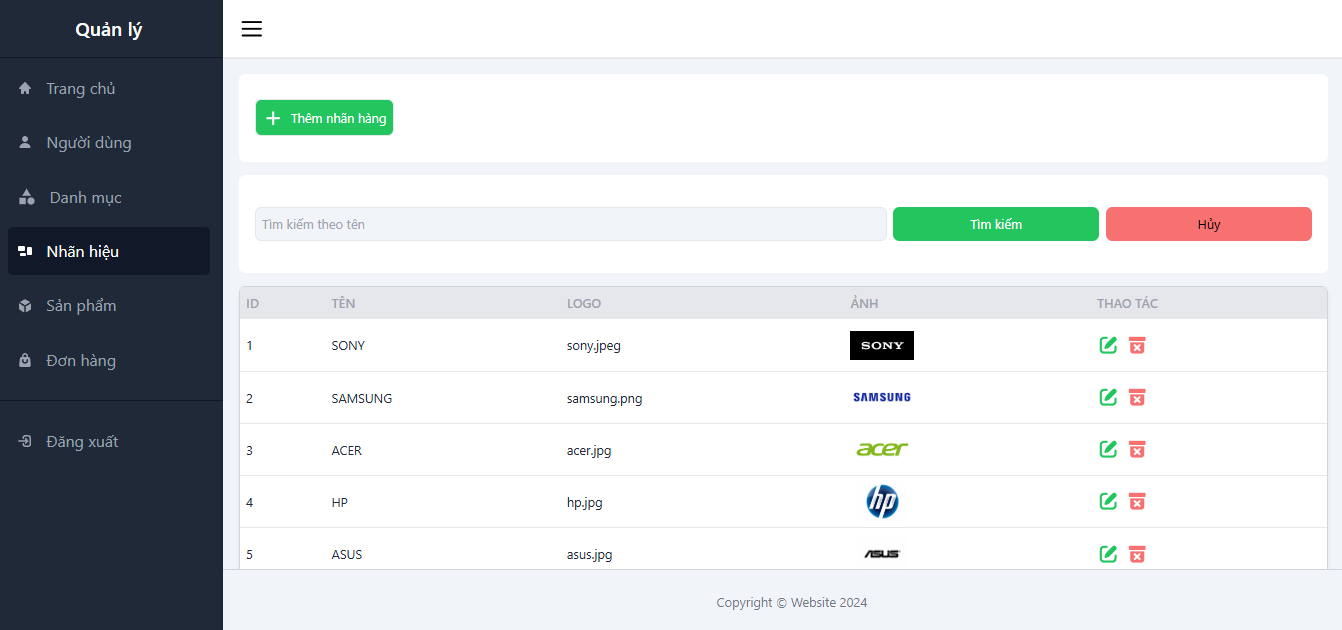 Quản lý
Trang chủ
Người dùng
Danh mục
Nhãn hiệu
Sản phẩm
Đơn hàng
Đăng xuất
Thêm nhãn hàng
Tìm kiếm theo tên Tìm kiếm Hủy
ID TÊN LOGO ẢNH THAO TÁC
1 SONY sony.jpeg SONY
2 SAMSUNG samsung.png SAMSUNG
3 ACER acer.jpg acer
4 HP hp.jpg hp
5 ASUS asus.jpg ASUS
Copyright © Website 2024